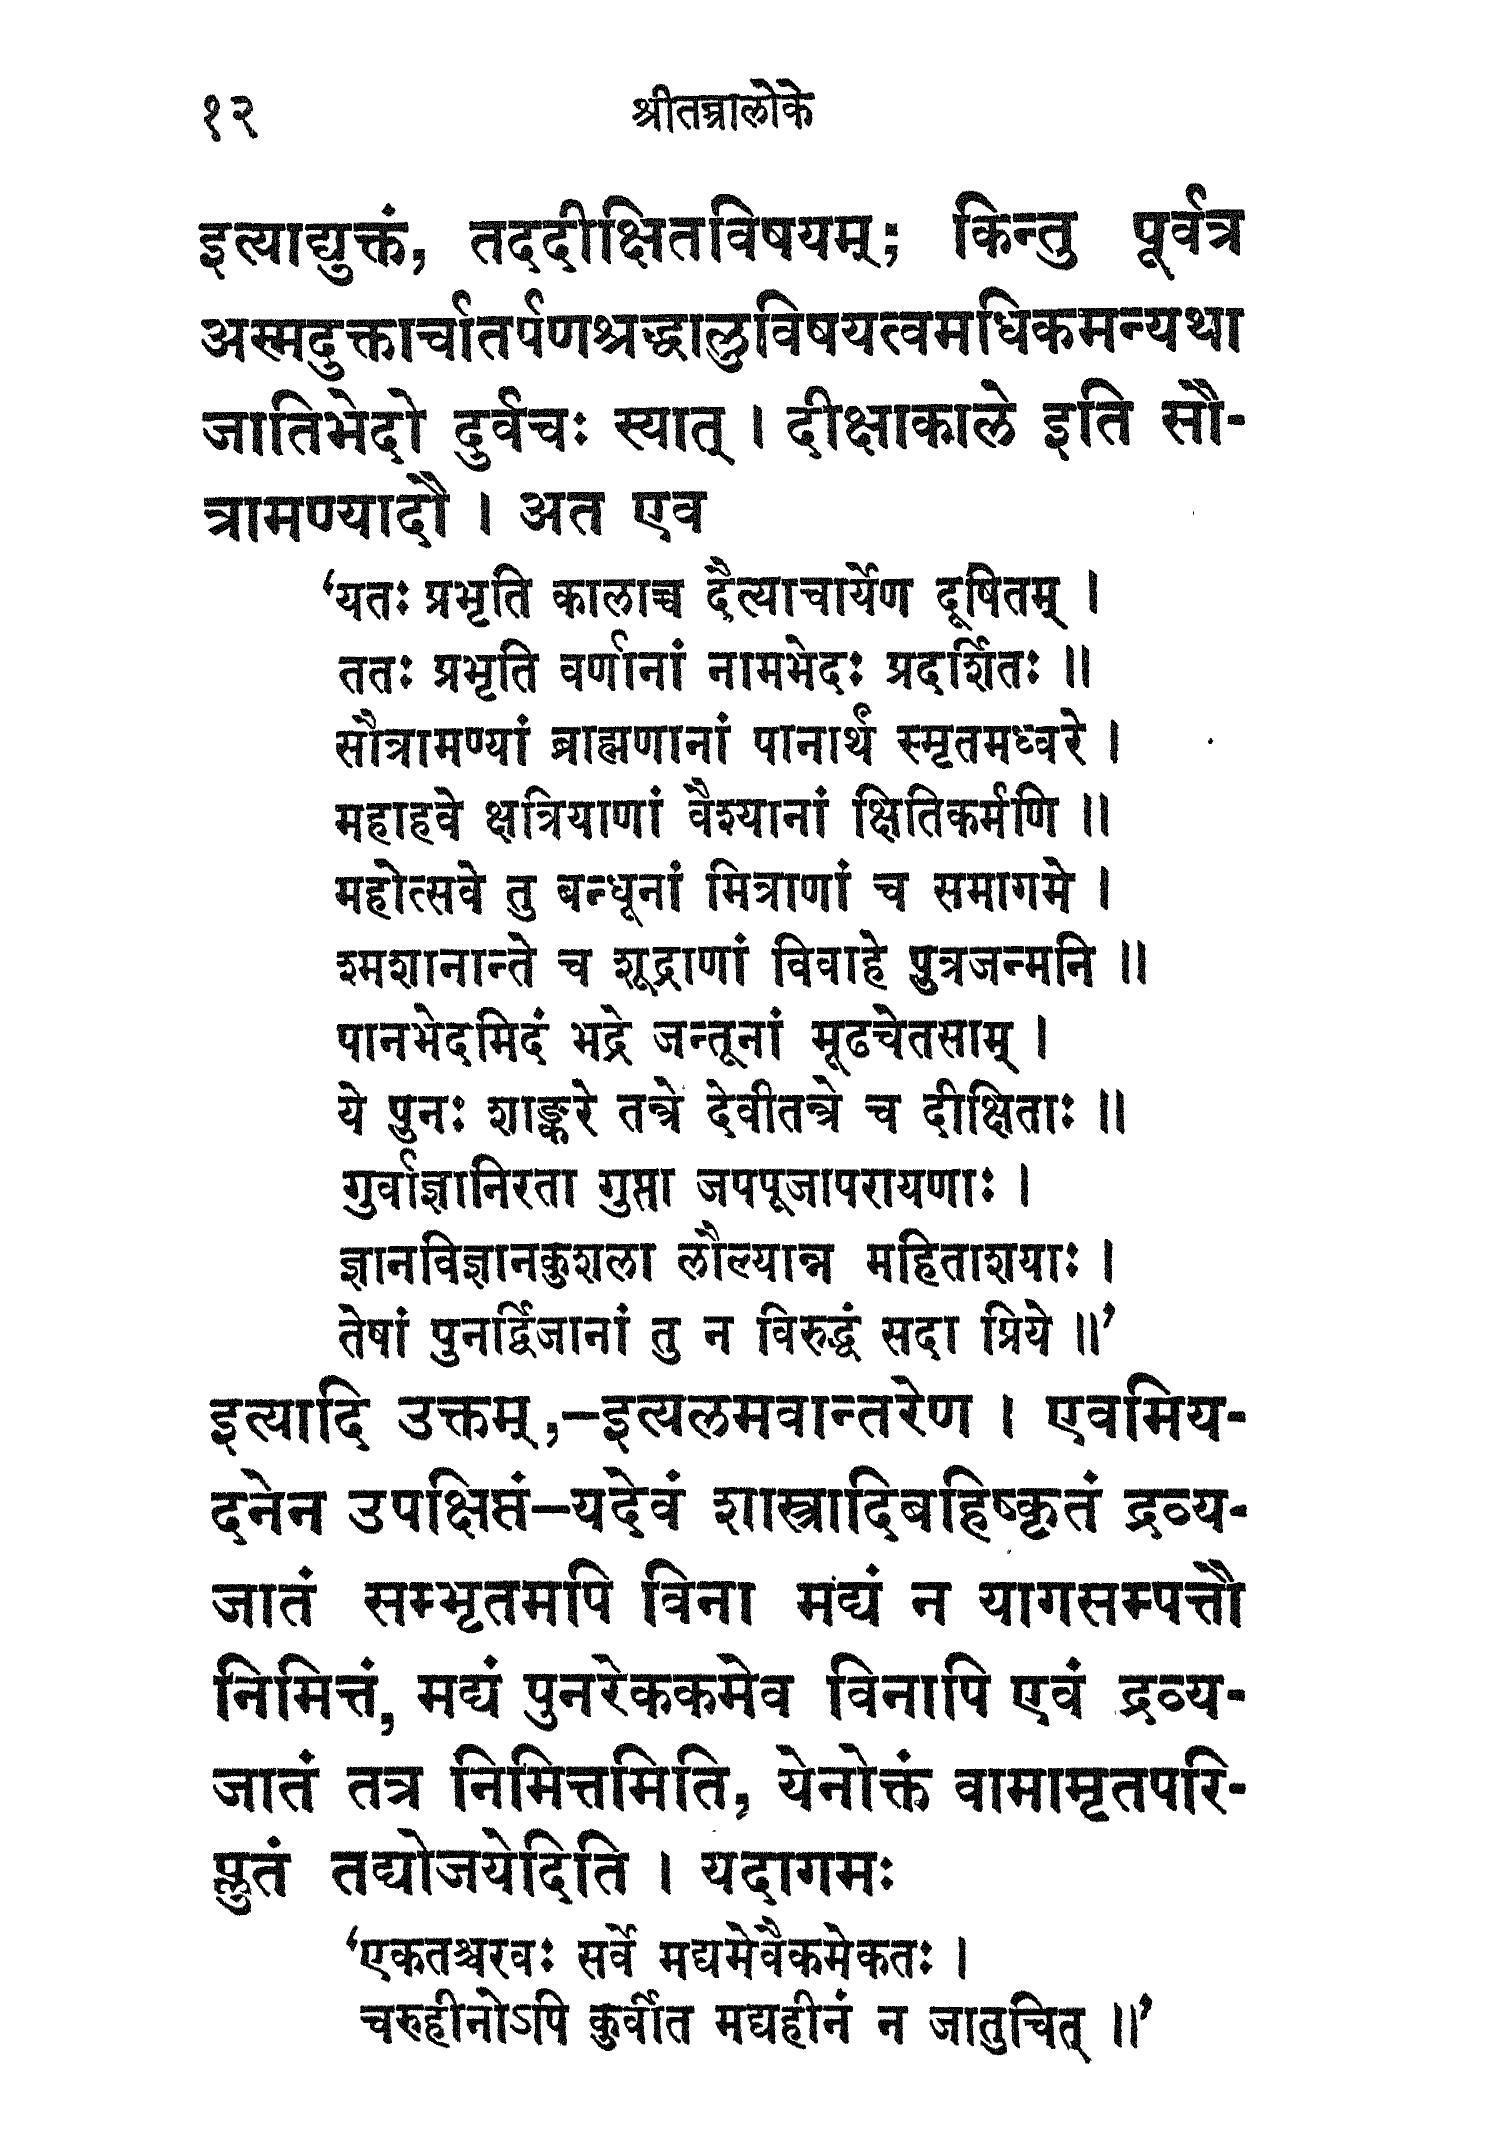 १२ श्रीतन्त्रालोके
इत्याद्युक्तं, तददीक्षितविषयम्; किन्तु पूर्वत्र
अस्मदुक्तार्चातर्पणश्रद्धालुविषयत्वमधिकमन्यथा
जातिभेदो दुर्वचः स्यात् । दीक्षाकाले इति सौ-
त्रामण्यादौ । अत एव
‘यतः प्रभृति कालाच्च दैत्याचार्येण दूषितम् ।
ततः प्रभृति वर्णानां नामभेदः प्रदर्शितः ॥
सौत्रामण्यां ब्राह्मणानां पानार्थं स्मृतमध्वरे ।
महाहवे क्षत्रियाणां वैश्यानां क्षितिकर्मणि ॥
महोत्सवे तु बन्धूनां मित्राणां च समागमे ।
श्मशानान्ते च शूद्राणां विवाहे पुत्रजन्मनि ॥
पानभेदमिदं भद्रे जन्तूनां मूढचेतसाम् ।
ये पुनः शाङ्करे तन्त्रे देवीतन्त्रे च दीक्षिताः ॥
गुर्वाज्ञानिरता गुप्ता जपपूजापरायणाः ।
ज्ञानविज्ञानकुशला लौल्यान्न महिताशयाः ।
तेषां पुनर्द्विजानां तु न विरुद्धं सदा प्रिये ॥’
इत्यादि उक्तम्,–इत्यलमवान्तरेण । एवमिय-
दनेन उपक्षिप्तं–यदेवं शास्त्रादिबहिष्कृतं द्रव्य-
जातं सम्भृतमपि विना मद्यं न यागसम्पत्तौ
निमित्तं, मद्यं पुनरेककमेव विनापि एवं द्रव्य-
जातं तत्र निमित्तमिति, येनोक्तं वामामृतपरि-
प्लुतं तद्योजयेदिति । यदागमः
‘एकतश्चरवः सर्वे मद्यमेवैकमेकतः ।
चरुहीनोऽपि कुर्वीत मद्यहीनं न जातुचित् ॥’